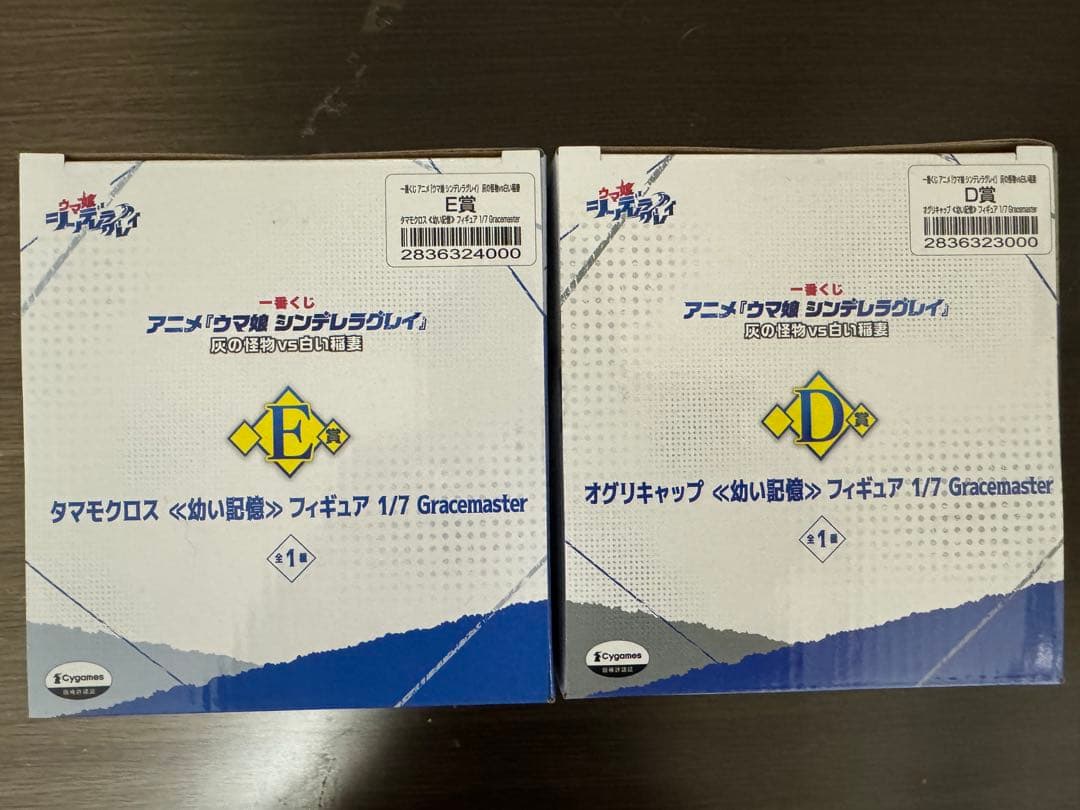 ウマ娘
シンデレラグレイ
一番くじ アニメ『ウマ娘 シンデレラグレイ』 灰の怪物vs白い稲妻
E賞
タマモクロス ≪幼い記憶≫ フィギュア 1/7 Gracemaster
2836324000
一番くじ
アニメ『ウマ娘 シンデレラグレイ』
灰の怪物vs白い稲妻
E賞
タマモクロス ≪幼い記憶≫ フィギュア 1/7 Gracemaster
全1種
Cygames
版権許諾証
ウマ娘
シンデレラグレイ
一番くじ アニメ『ウマ娘 シンデレラグレイ』 灰の怪物vs白い稲妻
D賞
オグリキャップ ≪幼い記憶≫ フィギュア 1/7 Gracemaster
2836323000
一番くじ
アニメ『ウマ娘 シンデレラグレイ』
灰の怪物vs白い稲妻
D賞
オグリキャップ ≪幼い記憶≫ フィギュア 1/7 Gracemaster
全1種
Cygames
版権許諾証